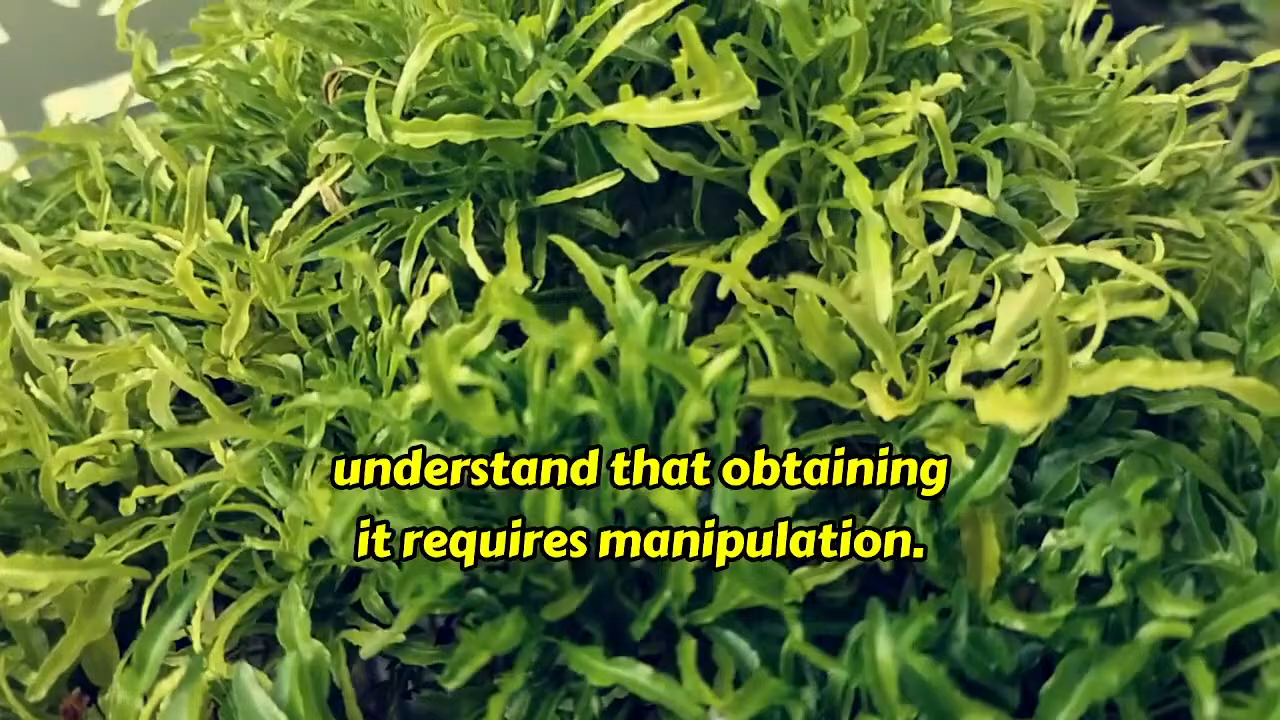 understand that obtaining
it requires manipulation.